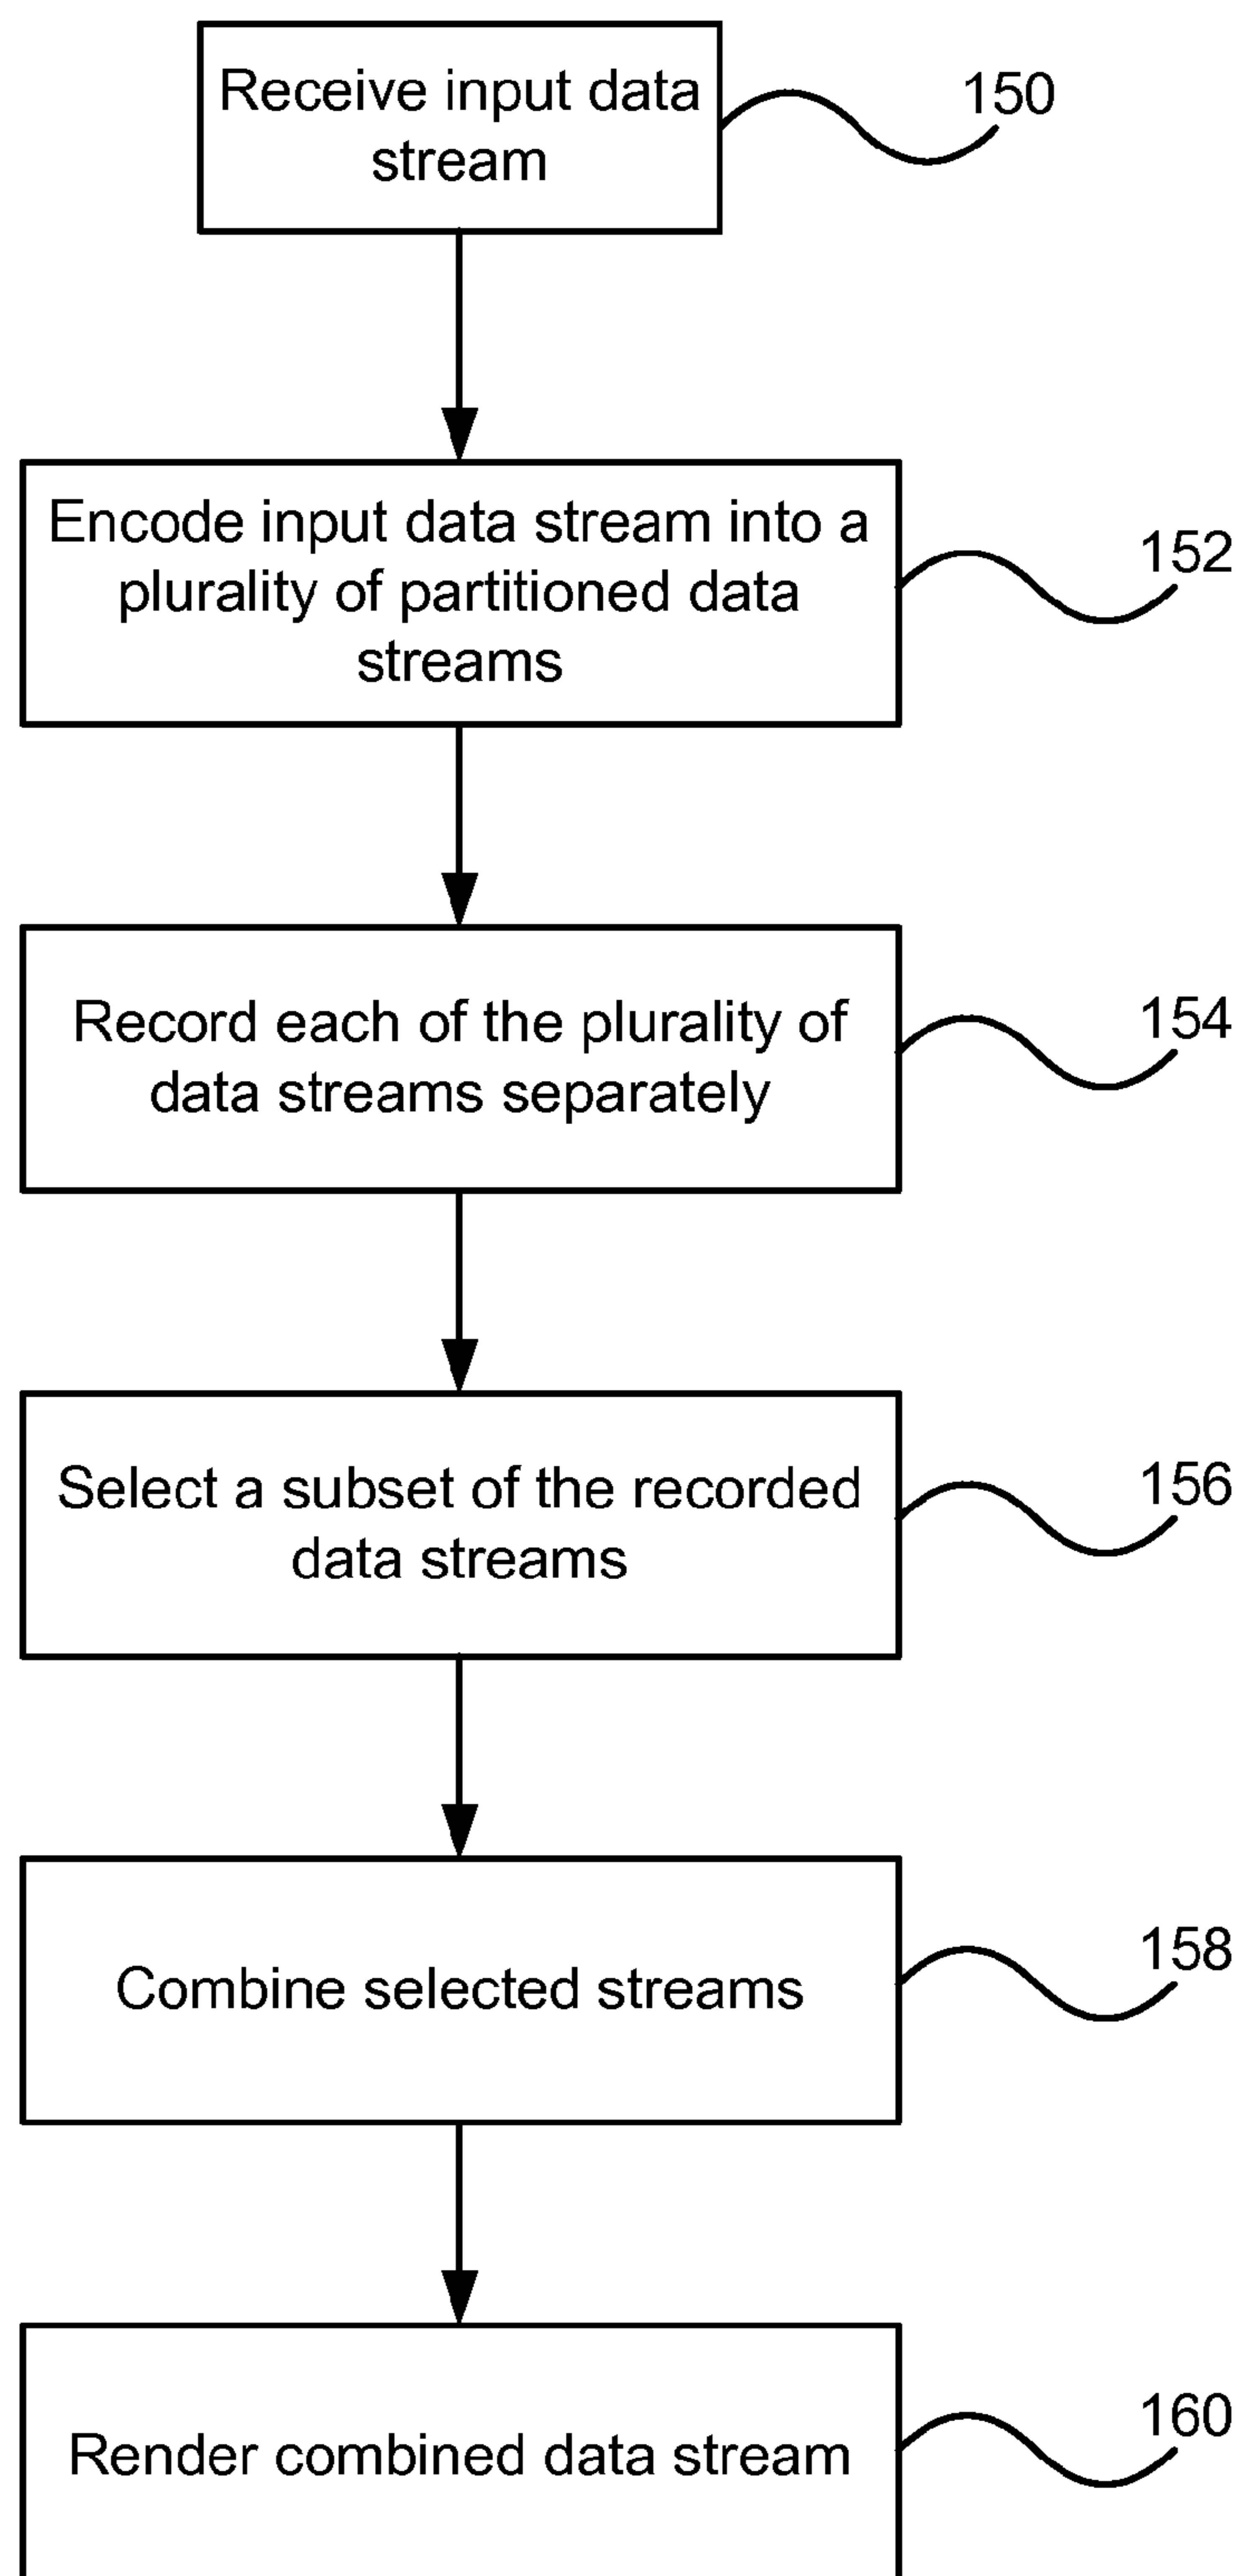 Receive input data
stream
150
Encode input data stream into a
plurality of partitioned data
streams
152
Record each of the plurality of
data streams separately
154
Select a subset of the recorded
data streams
156
Combine selected streams
158
Render combined data stream
160